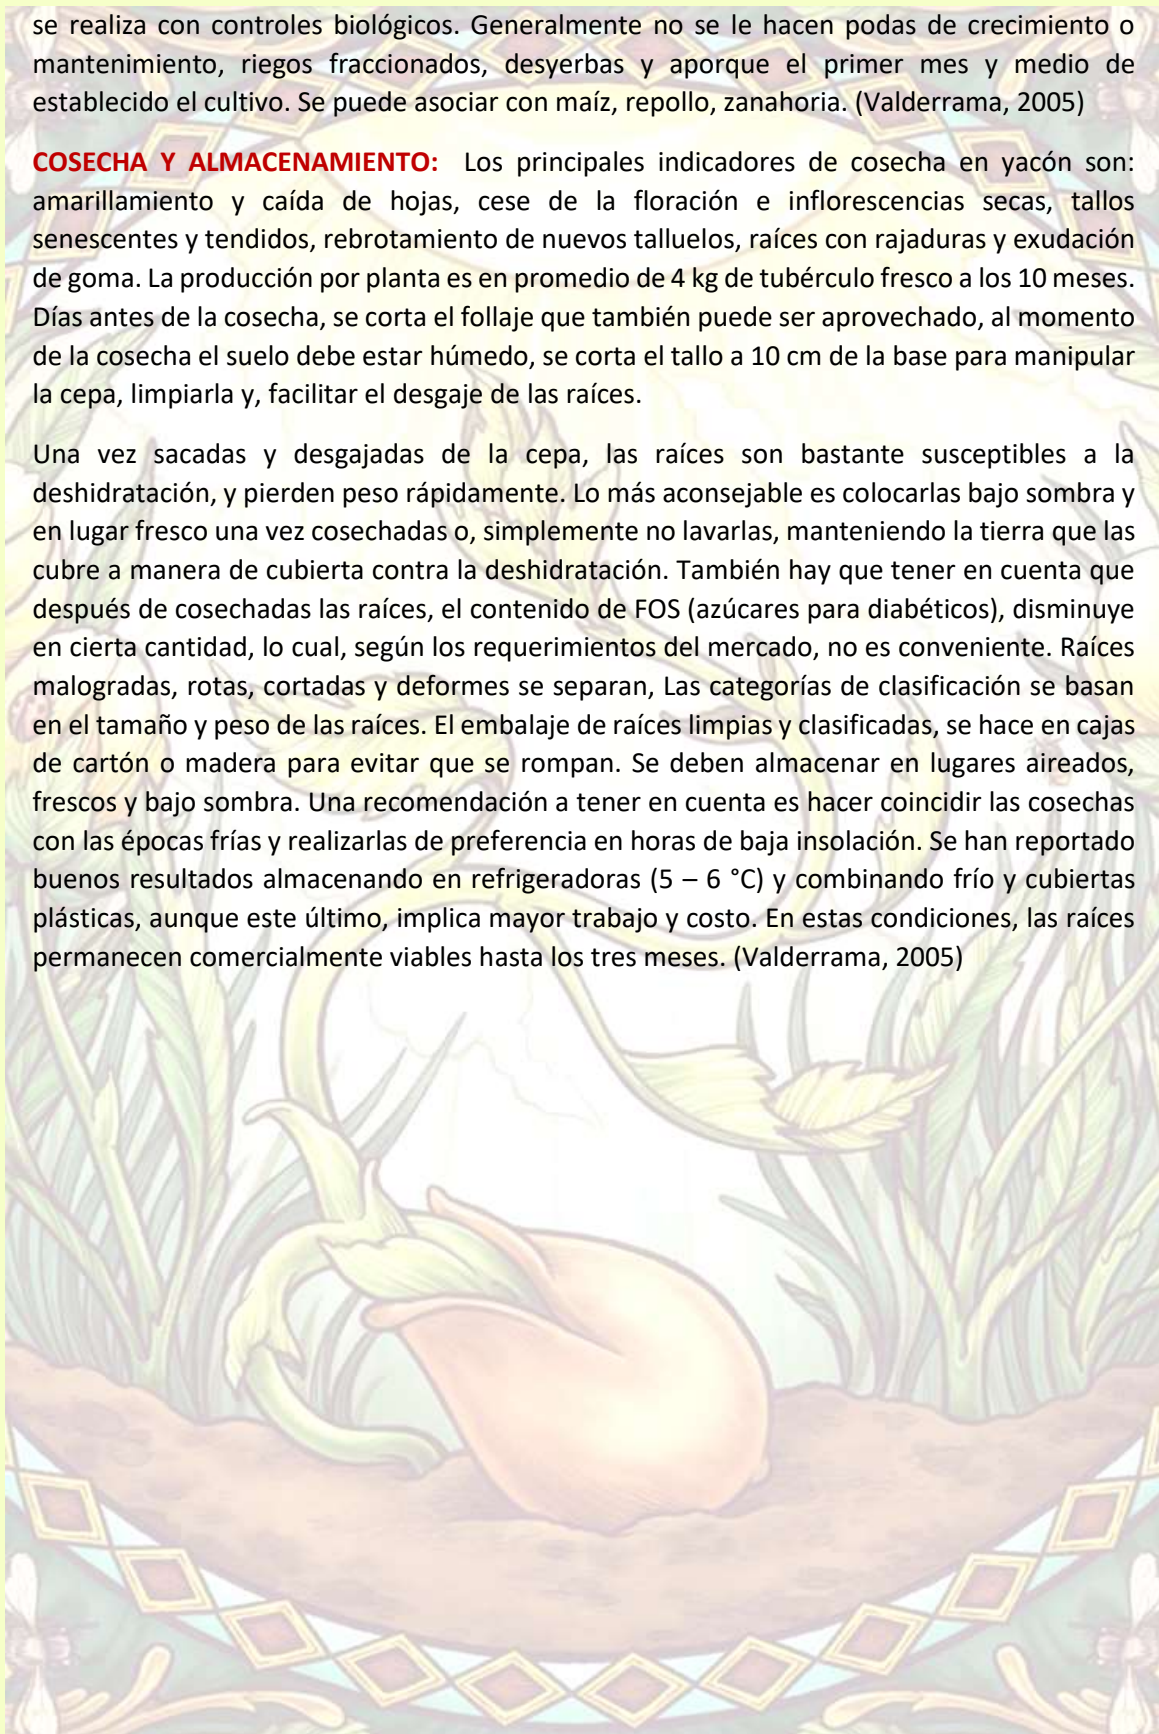 se realiza con controles biológicos. Generalmente no se le hacen podas de crecimiento o
mantenimiento, riegos fraccionados, desyerbas y aporque el primer mes y medio de
establecido el cultivo. Se puede asociar con maíz, repollo, zanahoria. (Valderrama, 2005)
COSECHA Y ALMACENAMIENTO: Los principales indicadores de cosecha en yacón son:
amarillamiento y caída de hojas, cese de la floración e inflorescencias secas, tallos
senescentes y tendidos, rebrotamiento de nuevos talluelos, raíces con rajaduras y exudación
de goma. La producción por planta es en promedio de 4 kg de tubérculo fresco a los 10 meses.
Días antes de la cosecha, se corta el follaje que también puede ser aprovechado, al momento
de la cosecha el suelo debe estar húmedo, se corta el tallo a 10 cm de la base para manipular
la cepa, limpiarla y, facilitar el desgaje de las raíces.
Una vez sacadas y desgajadas de la cepa, las raíces son bastante susceptibles a la
deshidratación, y pierden peso rápidamente. Lo más aconsejable es colocarlas bajo sombra y
en lugar fresco una vez cosechadas o, simplemente no lavarlas, manteniendo la tierra que las
cubre a manera de cubierta contra la deshidratación. También hay que tener en cuenta que
después de cosechadas las raíces, el contenido de FOS (azúcares para diabéticos), disminuye
en cierta cantidad, lo cual, según los requerimientos del mercado, no es conveniente. Raíces
malogradas, rotas, cortadas y deformes se separan, Las categorías de clasificación se basan
en el tamaño y peso de las raíces. El embalaje de raíces limpias y clasificadas, se hace en cajas
de cartón o madera para evitar que se rompan. Se deben almacenar en lugares aireados,
frescos y bajo sombra. Una recomendación a tener en cuenta es hacer coincidir las cosechas
con las épocas frías y realizarlas de preferencia en horas de baja insolación. Se han reportado
buenos resultados almacenando en refrigeradoras (5 – 6 °C) y combinando frío y cubiertas
plásticas, aunque este último, implica mayor trabajo y costo. En estas condiciones, las raíces
permanecen comercialmente viables hasta los tres meses. (Valderrama, 2005)